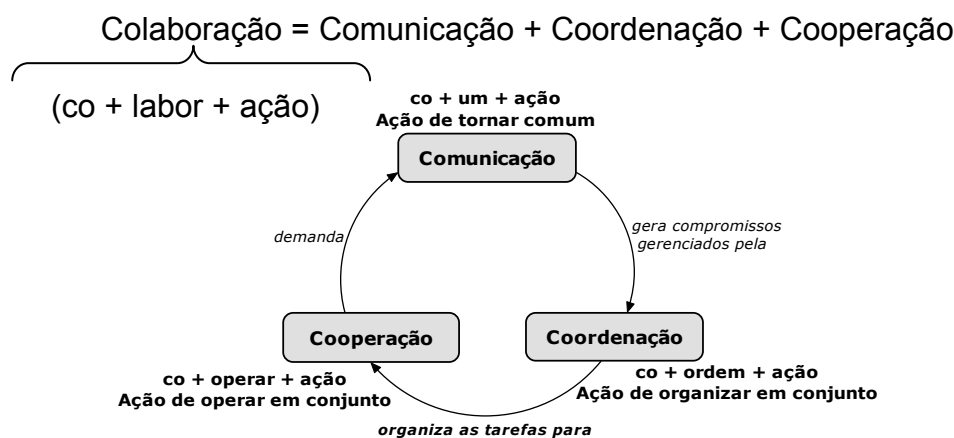 Colaboração = Comunicação + Coordenação + Cooperação
(co + labor + ação)
co + um + ação
Ação de tornar comum
Comunicação
demanda
gera compromissos
gerenciados pela
Cooperação
Coordenação
co + operar + ação
Ação de operar em conjunto
co + ordem + ação
Ação de organizar em conjunto
organiza as tarefas para